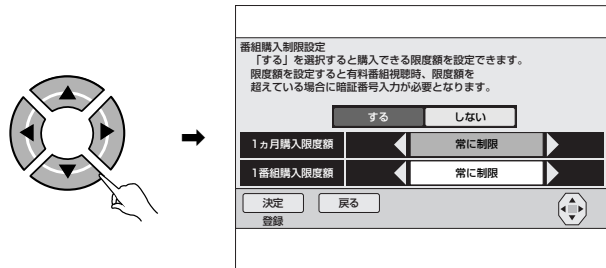 番組購入制限設定
「する」を選択すると購入できる限度額を設定できます。
限度額を設定すると有料番組視聴時、限度額を
超えている場合に暗証番号入力が必要となります。
する しない
1ヵ月購入限度額 常に制限
1番組購入限度額 常に制限
決定 戻る
登録